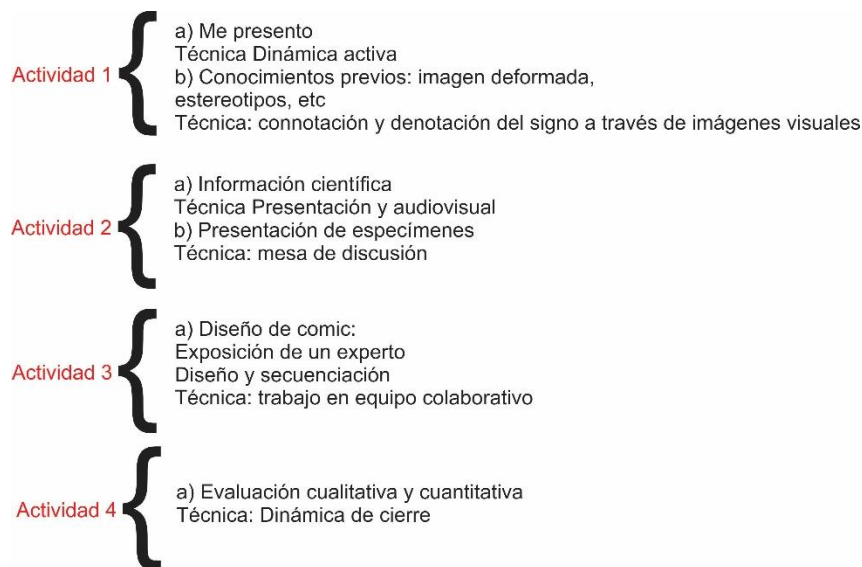 Actividad 1
a) Me presento
Técnica Dinámica activa
b) Conocimientos previos: imagen deformada,
estereotipos, etc
Técnica: connotación y denotación del signo a través de imágenes visuales
Actividad 2
a) Información científica
Técnica Presentación y audiovisual
b) Presentación de especímenes
Técnica: mesa de discusión
Actividad 3
a) Diseño de comic:
Exposición de un experto
Diseño y secuenciación
Técnica: trabajo en equipo colaborativo
Actividad 4
a) Evaluación cualitativa y cuantitativa
Técnica: Dinámica de cierre